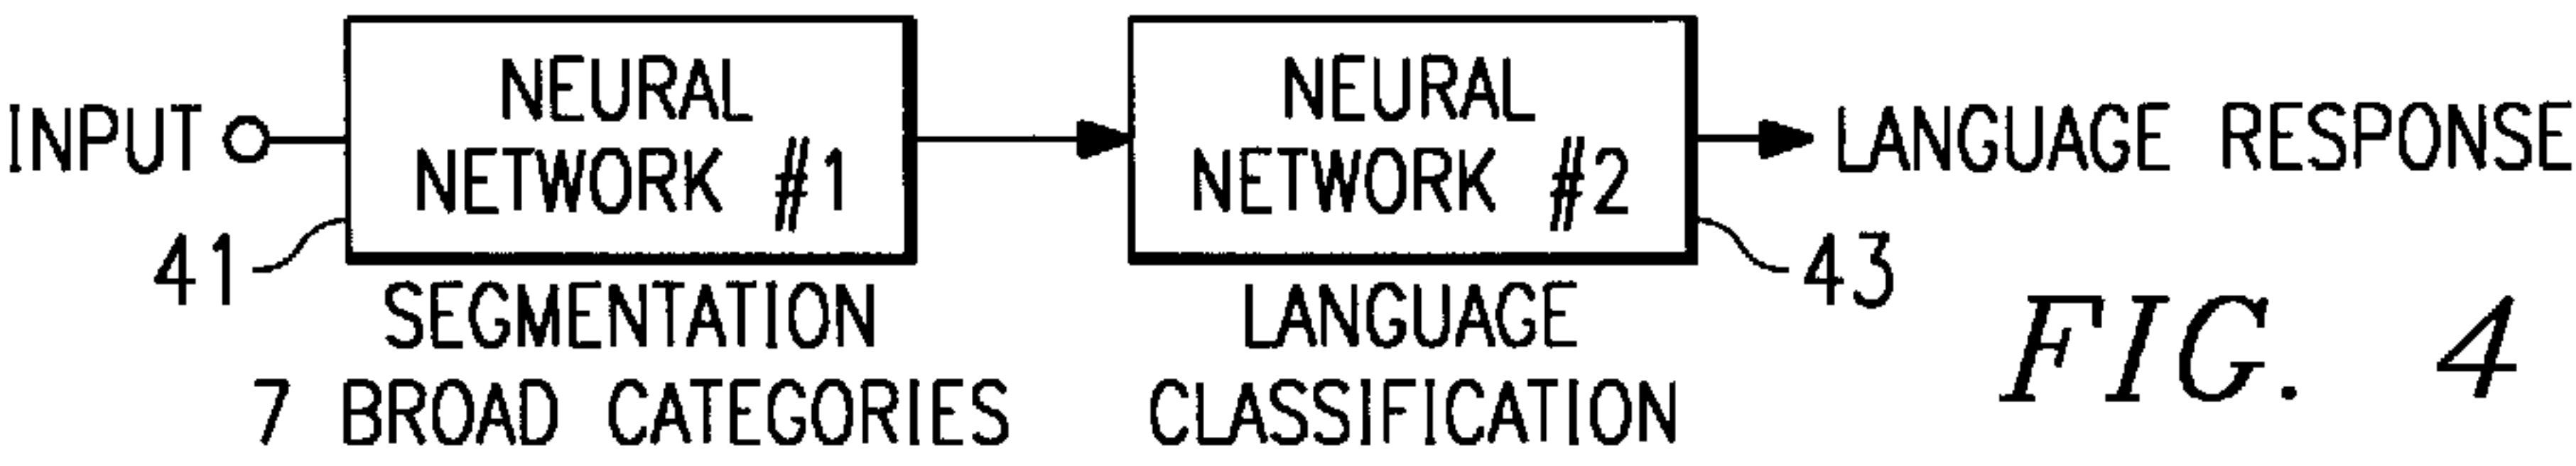 INPUT
NEURAL
NETWORK #1
41
SEGMENTATION
7 BROAD CATEGORIES
NEURAL
NETWORK #2
43
LANGUAGE
CLASSIFICATION
LANGUAGE RESPONSE
FIG. 4